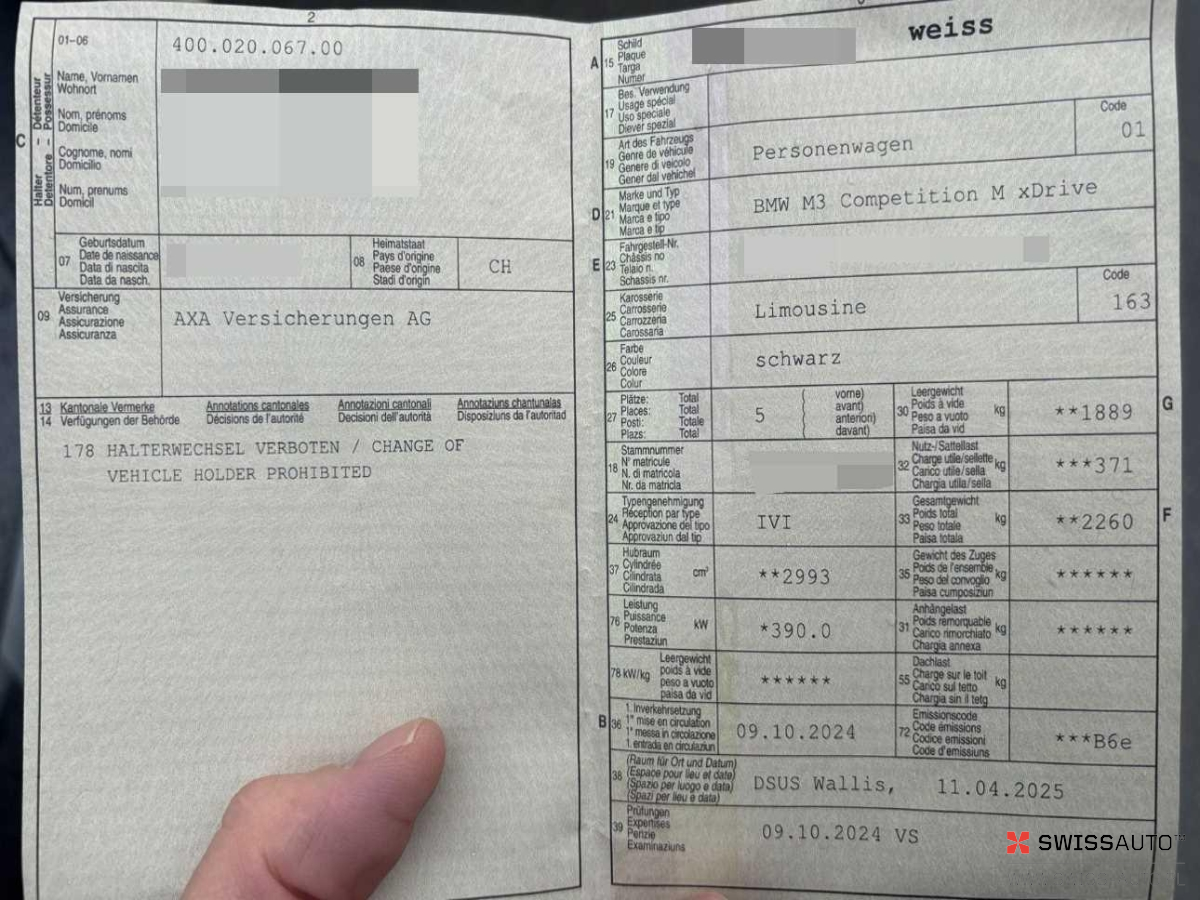 2
01-06
400.020.067.00
C
Halter – Détenteur
Detentore – Possessur
Name, Vornamen
Wohnort
Nom, prénoms
Domicile
Cognome, nomi
Domicilio
Num, prenums
Domicil
07
Geburtsdatum
Date de naissance
Data di nascita
Data da nasch.
08
Heimatstaat
Pays d'origine
Paese d'origine
Stadi d'origin
CH
09
Versicherung
Assurance
Assicurazione
Assicuranza
AXA Versicherungen AG
13 Kantonale Vermerke Annotations cantonales Annotazioni cantonali Annotaziuns chantunalas
14 Verfügungen der Behörde Décisions de l'autorité Decisioni dell'autorità Disposiziuns da l'autoritad
178 HALTERWECHSEL VERBOTEN / CHANGE OF
VEHICLE HOLDER PROHIBITED
A 15
Schild
Plaque
Targa
Numer
weiss
17
Bes. Verwendung
Usage spécial
Uso speciale
Diever spezial
19
Art des Fahrzeugs
Genre de véhicule
Genere di veicolo
Gener dal vehichel
Personenwagen
Code
01
D 21
Marke und Typ
Marque et type
Marca e tipo
Marca e tip
BMW M3 Competition M xDrive
E 23
Fahrgestell-Nr.
Châssis no
Telaio n.
Schassis nr.
25
Karosserie
Carrosserie
Carrozzeria
Carossaria
Limousine
Code
163
26
Farbe
Couleur
Colore
Colur
schwarz
27
Plätze: Total
Places: Total
Posti: Totale
Plazs: Total
5
vorne)
avant)
anteriori)
davant)
30
Leergewicht
Poids à vide
Peso a vuoto
Paisa da vid
kg
**1889
G
18
Stammnummer
N° matricule
N. di matricola
Nr. da matricla
32
Nutz-/Sattellast
Charge utile/sellette
Carico utile/sella
Chargia utila/sella
kg
***371
24
Typengenehmigung
Réception par type
Approvazione del tipo
Approvaziun dal tip
IVI
33
Gesamtgewicht
Poids total
Peso totale
Paisa totala
kg
**2260
F
37
Hubraum
Cylindrée
Cilindrata
Cilindrada
cm³
**2993
35
Gewicht des Zuges
Poids de l'ensemble
Peso del convoglio
Paisa cumposiziun
kg
******
76
Leistung
Puissance
Potenza
Prestaziun
kW
*390.0
31
Anhängelast
Poids remorquable
Carico rimorchiato
Chargia annexa
kg
******
78 kW/kg
Leergewicht
poids à vide
peso a vuoto
paisa da vid
******
55
Dachlast
Charge sur le toit
Carico sul tetto
Chargia sin il tetg
kg
B 36
1. Inverkehrsetzung
1re mise en circulation
1a messa in circolazione
1. entrada en circulaziun
09.10.2024
72
Emissionscode
Code émissions
Codice emissioni
Code d'emissiuns
***B6e
38
(Raum für Ort und Datum)
(Espace pour lieu et date)
(Spazio per luogo e data)
(Spazi per lieu e data)
DSUS Wallis, 11.04.2025
39
Prüfungen
Expertises
Perizie
Examinaziuns
09.10.2024 VS
SWISSAUTO™